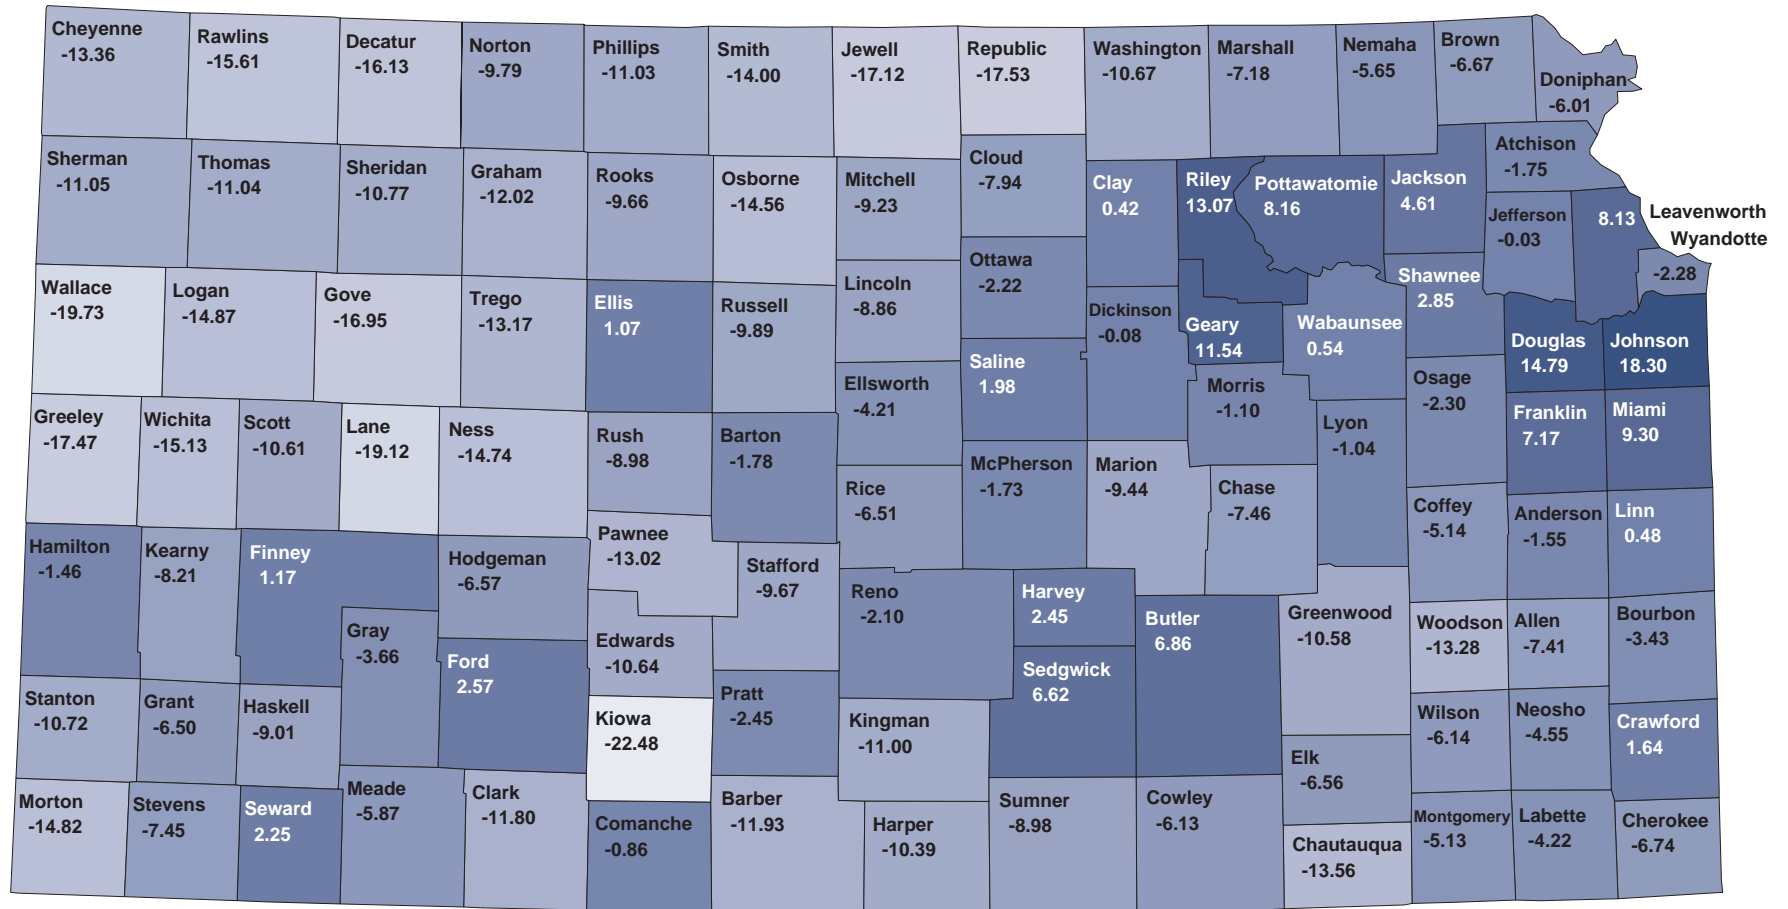 Cheyenne
-13.36
Rawlins
-15.61
Decatur
-16.13
Norton
-9.79
Phillips
-11.03
Smith
-14.00
Jewell
-17.12
Republic
-17.53
Washington
-10.67
Marshall
-7.18
Nemaha
-5.65
Brown
-6.67
Doniphan
-6.01
Sherman
-11.05
Thomas
-11.04
Sheridan
-10.77
Graham
-12.02
Rooks
-9.66
Osborne
-14.56
Mitchell
-9.23
Cloud
-7.94
Clay
0.42
Riley
13.07
Pottawatomie
8.16
Jackson
4.61
Atchison
-1.75
Jefferson
-0.03
8.13
Leavenworth
Wyandotte
-2.28
Wallace
-19.73
Logan
-14.87
Gove
-16.95
Trego
-13.17
Ellis
1.07
Russell
-9.89
Lincoln
-8.86
Ottawa
-2.22
Dickinson
-0.08
Geary
11.54
Wabaunsee
0.54
Shawnee
2.85
Douglas
14.79
Johnson
18.30
Saline
1.98
Ellsworth
-4.21
Morris
-1.10
Osage
-2.30
Franklin
7.17
Miami
9.30
Greeley
-17.47
Wichita
-15.13
Scott
-10.61
Lane
-19.12
Ness
-14.74
Rush
-8.98
Barton
-1.78
Rice
-6.51
McPherson
-1.73
Marion
-9.44
Chase
-7.46
Lyon
-1.04
Coffey
-5.14
Anderson
-1.55
Linn
0.48
Hamilton
-1.46
Kearny
-8.21
Finney
1.17
Hodgeman
-6.57
Pawnee
-13.02
Stafford
-9.67
Reno
-2.10
Harvey
2.45
Butler
6.86
Greenwood
-10.58
Woodson
-13.28
Allen
-7.41
Bourbon
-3.43
Gray
-3.66
Ford
2.57
Edwards
-10.64
Sedgwick
6.62
Stanton
-10.72
Grant
-6.50
Haskell
-9.01
Kiowa
-22.48
Pratt
-2.45
Kingman
-11.00
Elk
-6.56
Wilson
-6.14
Neosho
-4.55
Crawford
1.64
Morton
-14.82
Stevens
-7.45
Seward
2.25
Meade
-5.87
Clark
-11.80
Comanche
-0.86
Barber
-11.93
Harper
-10.39
Sumner
-8.98
Cowley
-6.13
Chautauqua
-13.56
Montgomery
-5.13
Labette
-4.22
Cherokee
-6.74